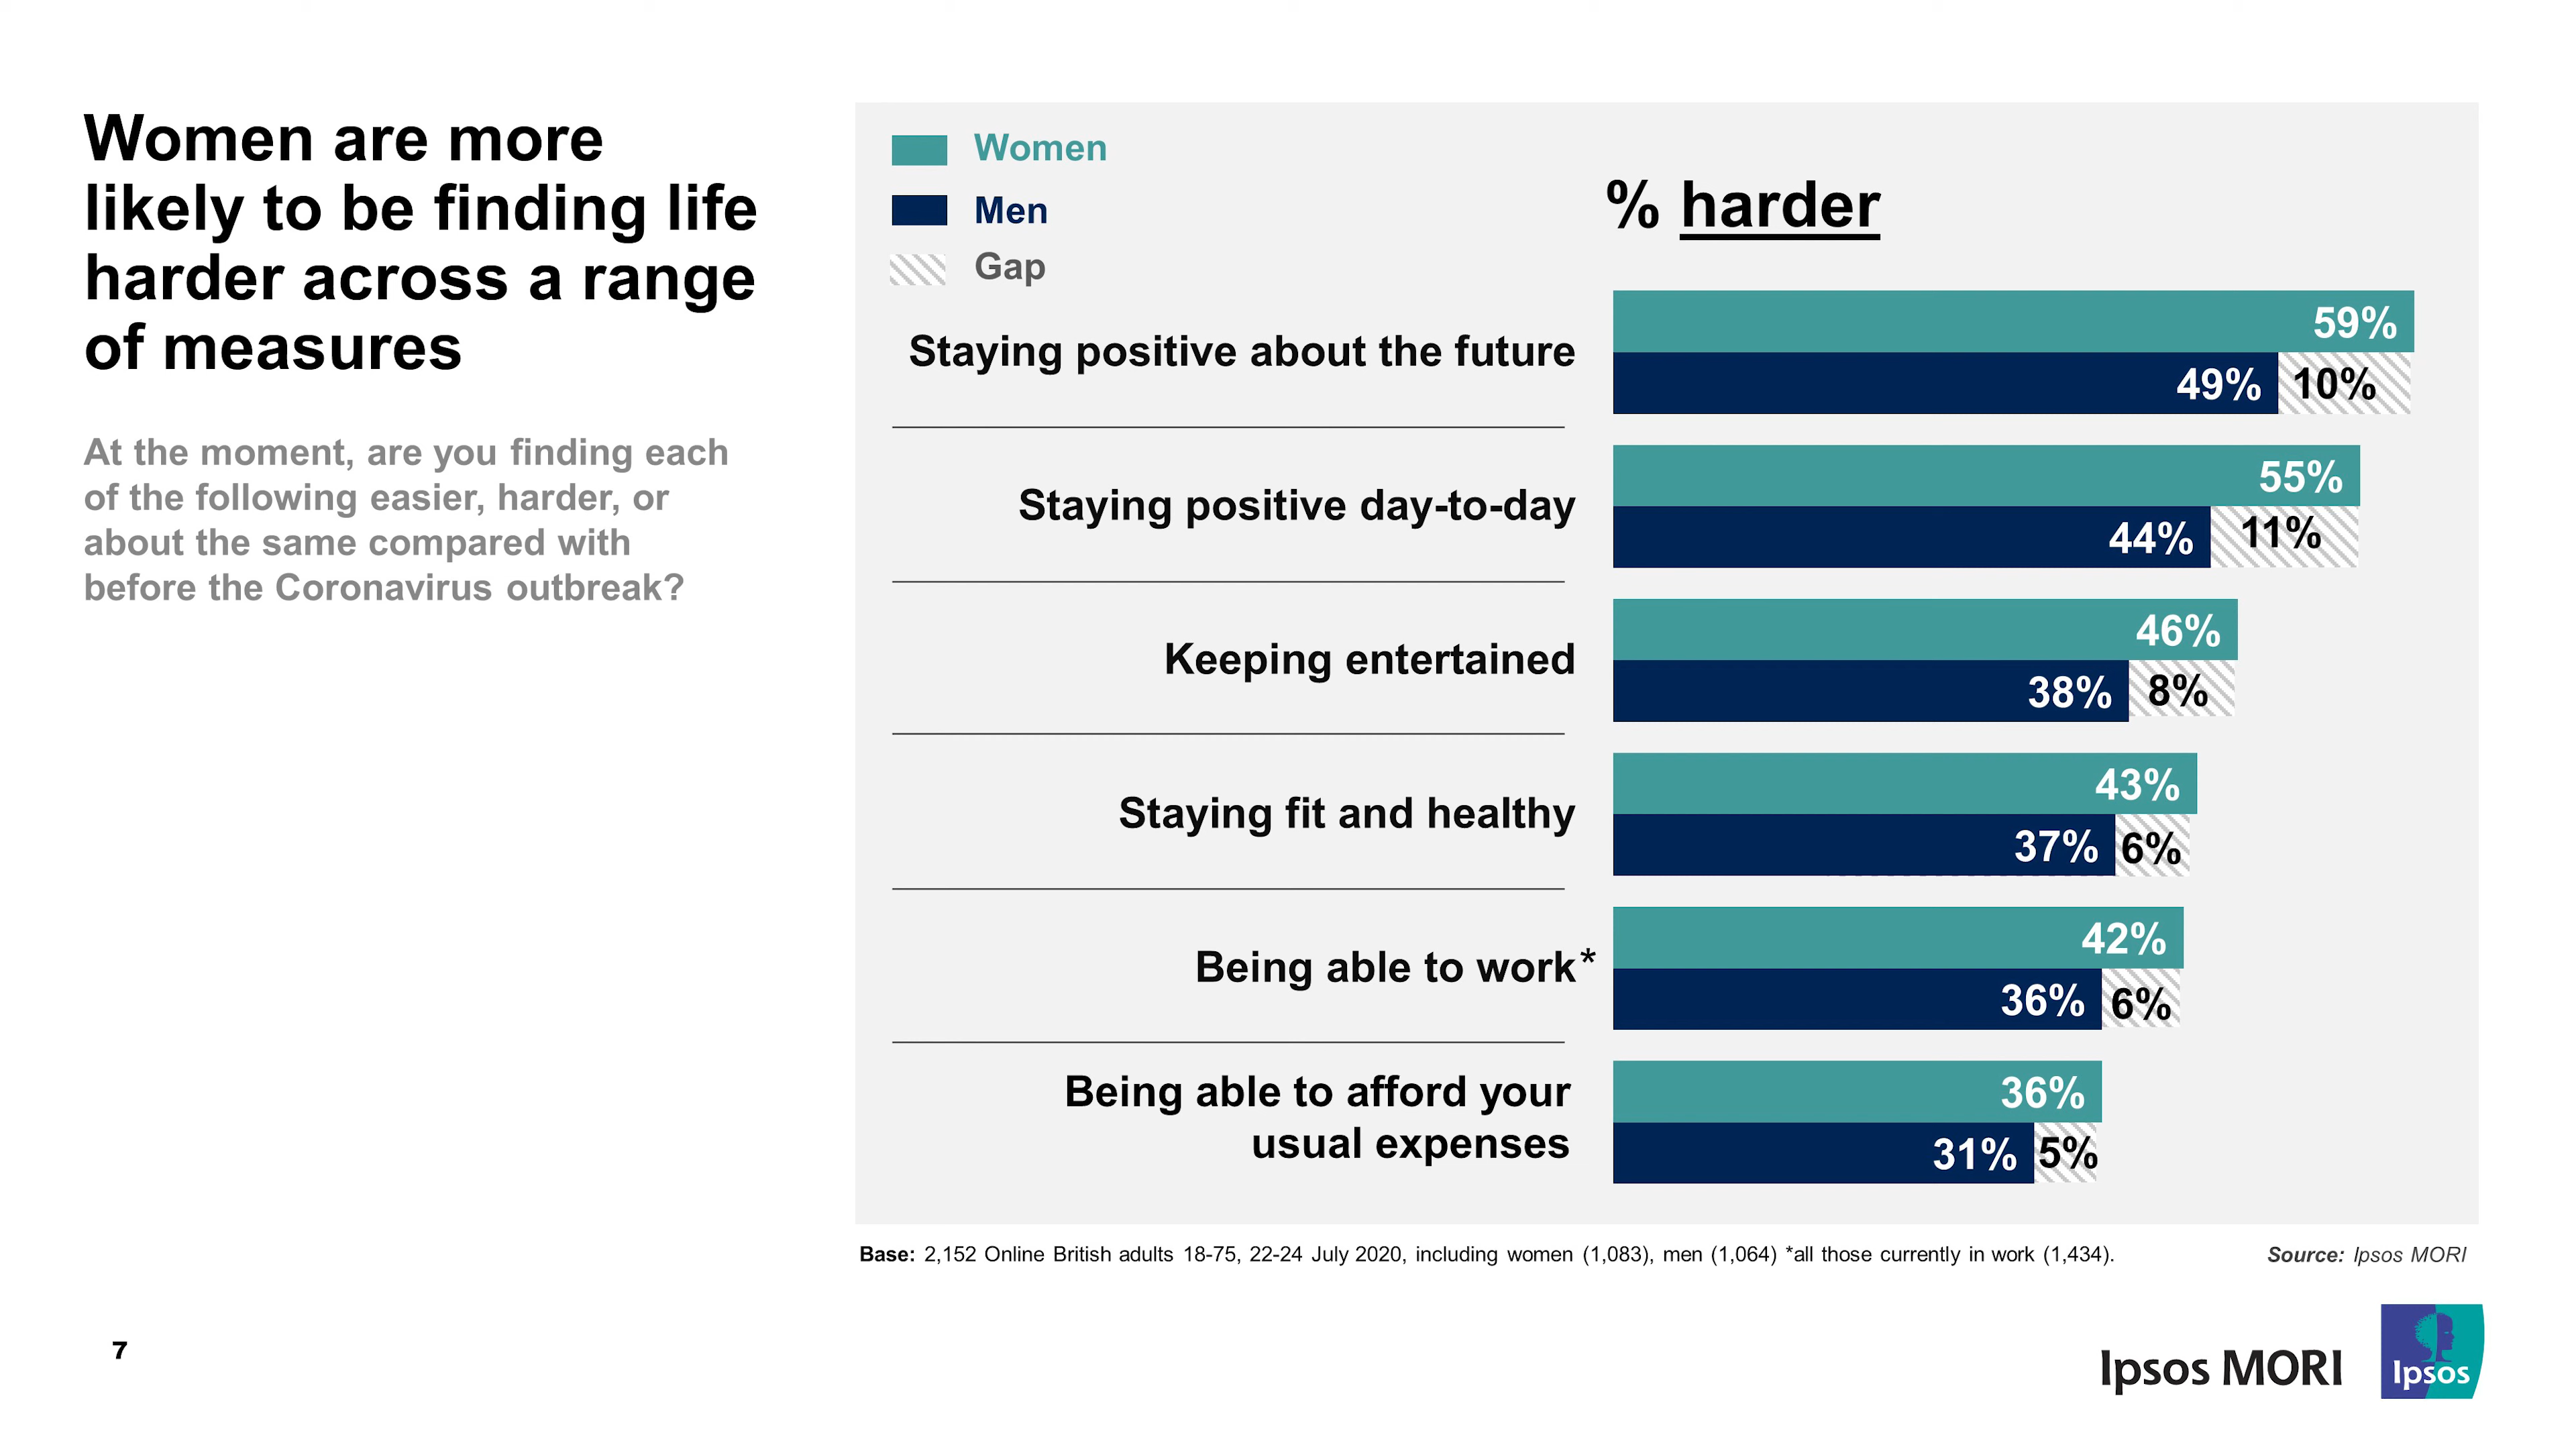 Women are more
likely to be finding life
harder across a range
of measures
At the moment, are you finding each
of the following easier, harder, or
about the same compared with
before the Coronavirus outbreak?
Women
Men
Gap
% harder
Staying positive about the future
59%
49% 10%
Staying positive day-to-day
55%
44% 11%
Keeping entertained
46%
38% 8%
Staying fit and healthy
43%
37% 6%
Being able to work*
42%
36% 6%
Being able to afford your
usual expenses
36%
31% 5%
Base: 2,152 Online British adults 18-75, 22-24 July 2020, including women (1,083), men (1,064) *all those currently in work (1,434).
Source: Ipsos MORI
7
Ipsos MORI
Ipsos